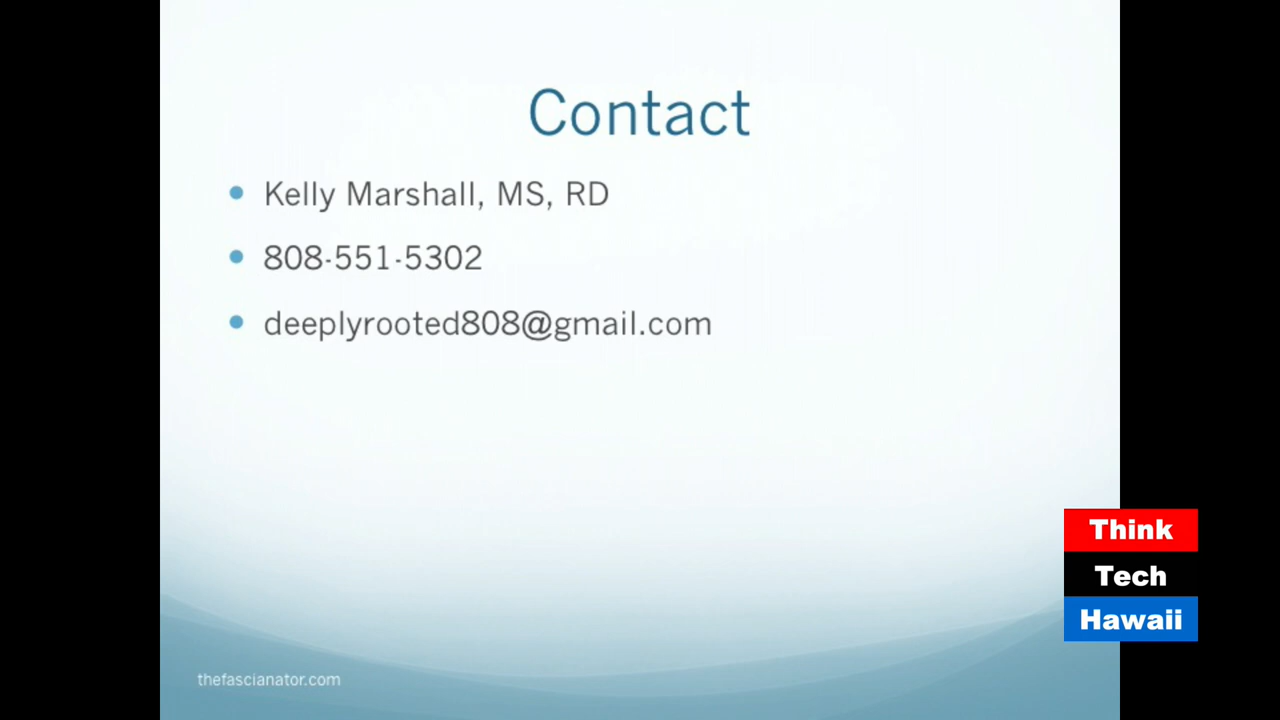 Contact
• Kelly Marshall, MS, RD
• 808-551-5302
• deeplyrooted808@gmail.com
Think
Tech
Hawaii
thefascianator.com